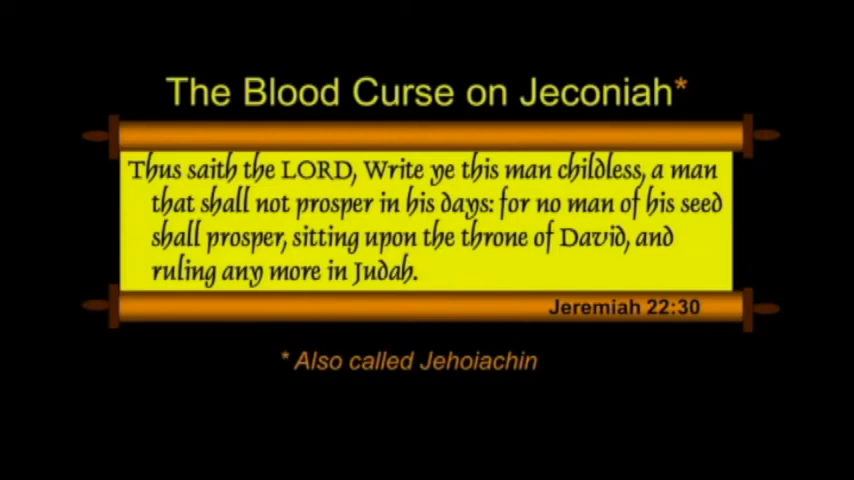 The Blood Curse on Jeconiah*
Thus saith the LORD, Write ye this man childless, a man
that shall not prosper in his days: for no man of his seed
shall prosper, sitting upon the throne of David, and
ruling any more in Judah.
Jeremiah 22:30
* Also called Jehoiachin